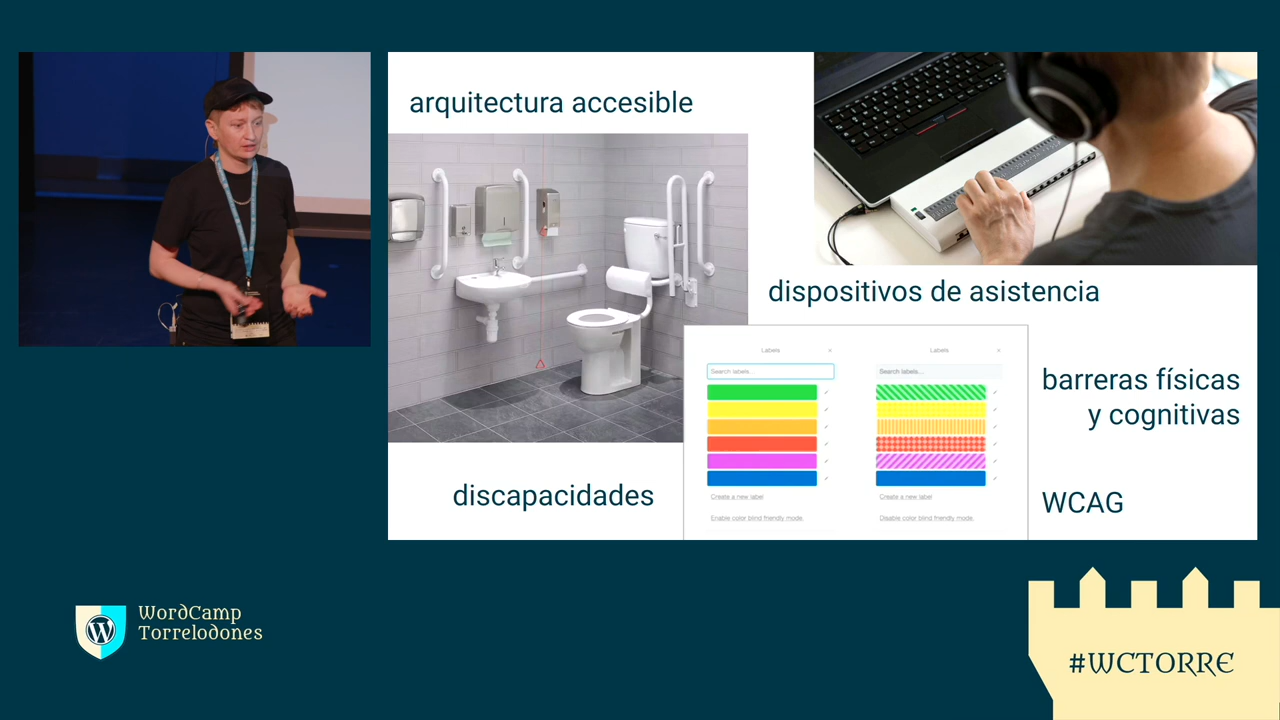 arquitectura accesible
dispositivos de asistencia
barreras físicas
y cognitivas
discapacidades
WCAG
Labels
Search labels...
Create a new label
Enable color blind friendly mode
Labels
Search labels...
Create a new label
Disable color blind friendly mode
WordCamp
Torrelodones
#WCTORRE